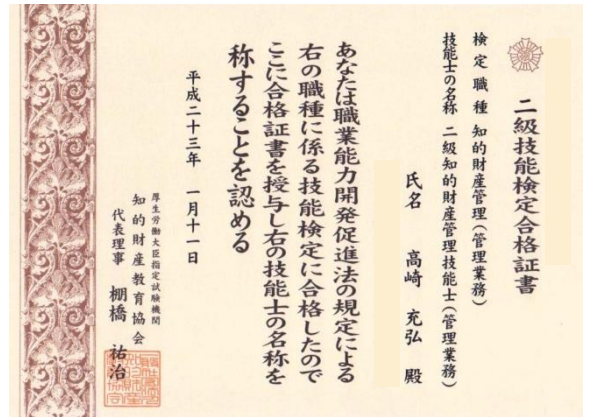 二級技能検定合格証書
検定職種 知的財産管理（管理業務）
技能士の名称 二級知的財産管理技能士（管理業務）
氏名 高崎 充弘 殿
あなたは職業能力開発促進法の規定による
右の職種に係る技能検定に合格したので
ここに合格証書を授与し右の技能士の名称を
称することを認める
平成二十三年 一月十一日
厚生労働大臣指定試験機関
知的財産教育協会
代表理事 棚橋 祐治